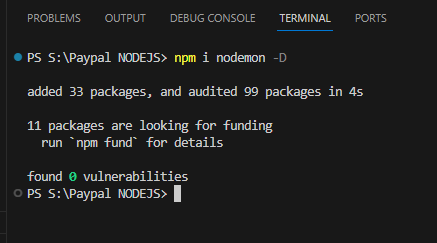 PROBLEMS OUTPUT DEBUG CONSOLE TERMINAL PORTS
PS S:\Paypal NODEJS> npm i nodemon -D
added 33 packages, and audited 99 packages in 4s
11 packages are looking for funding
run `npm fund` for details
found 0 vulnerabilities
PS S:\Paypal NODEJS>